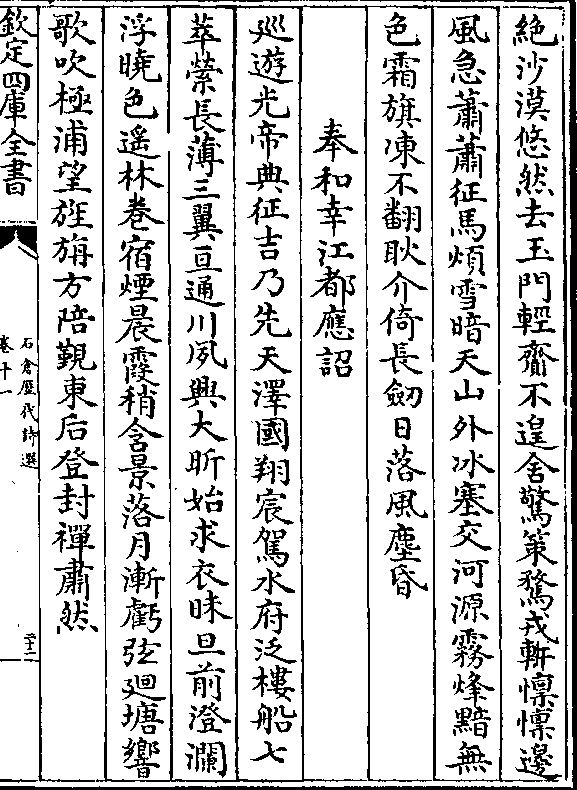 絶沙漠悠然去玉門輕齎不遑舍驚策騖戎軒懍懍邊
風急蕭蕭征馬煩雪暗天山外氷塞交河源霧烽黯無
色霜旗凍不翻耿介倚長劒日落風塵昏
奉和幸江都應詔
廵遊光帝典征吉乃先天澤國翔宸駕水府泛樓船七
萃縈長薄三翼亘通川夙興大昕始求衣昧旦前澄瀾
浮曉色遥林卷宿煙晨霞稍含景落月漸虧弦廻塘響
歌吹極浦望旌旃方陪覲東后登封禪肅然
欽定四庫全書
石倉歷代詩選
卷十一